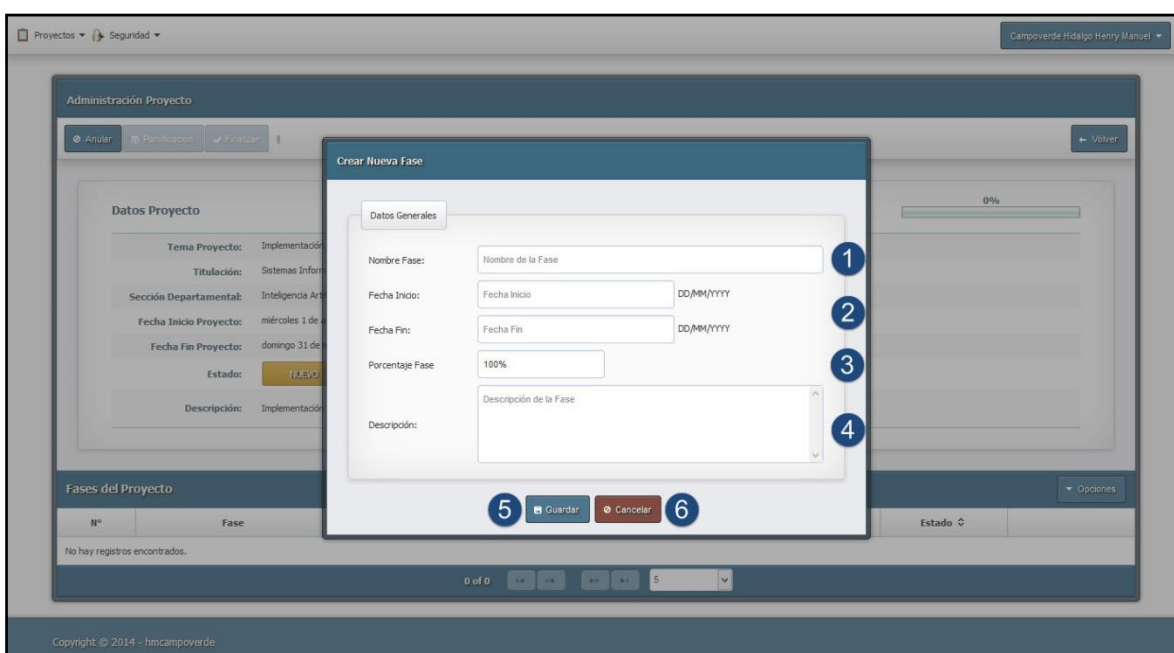 Proyectos Seguridad Campoverde Hidalgo Henry Manuel
Administración Proyecto
Anular Planificación Finalizar Volver
Crear Nueva Fase
Datos Proyecto 0%
Datos Generales
Tema Proyecto: Implementación
Nombre Fase: Nombre de la Fase 1
Titulación: Sistemas Inform
Sección Departamental: Inteligencia Art
Fecha Inicio: Fecha Inicio DD/MM/YYYY
2
Fecha Inicio Proyecto: miércoles 1 de a
Fecha Fin: Fecha Fin DD/MM/YYYY
Fecha Fin Proyecto: domingo 31 de
Porcentaje Fase 100% 3
Estado: NUEVO
Descripción de la Fase
Descripción: Implementación
Descripción: 4
Fases del Proyecto Opciones
5 Guardar Cancelar 6
N° Fase Estado
No hay registros encontrados.
0 of 0 5
Copyright © 2014 - hmcampoverde